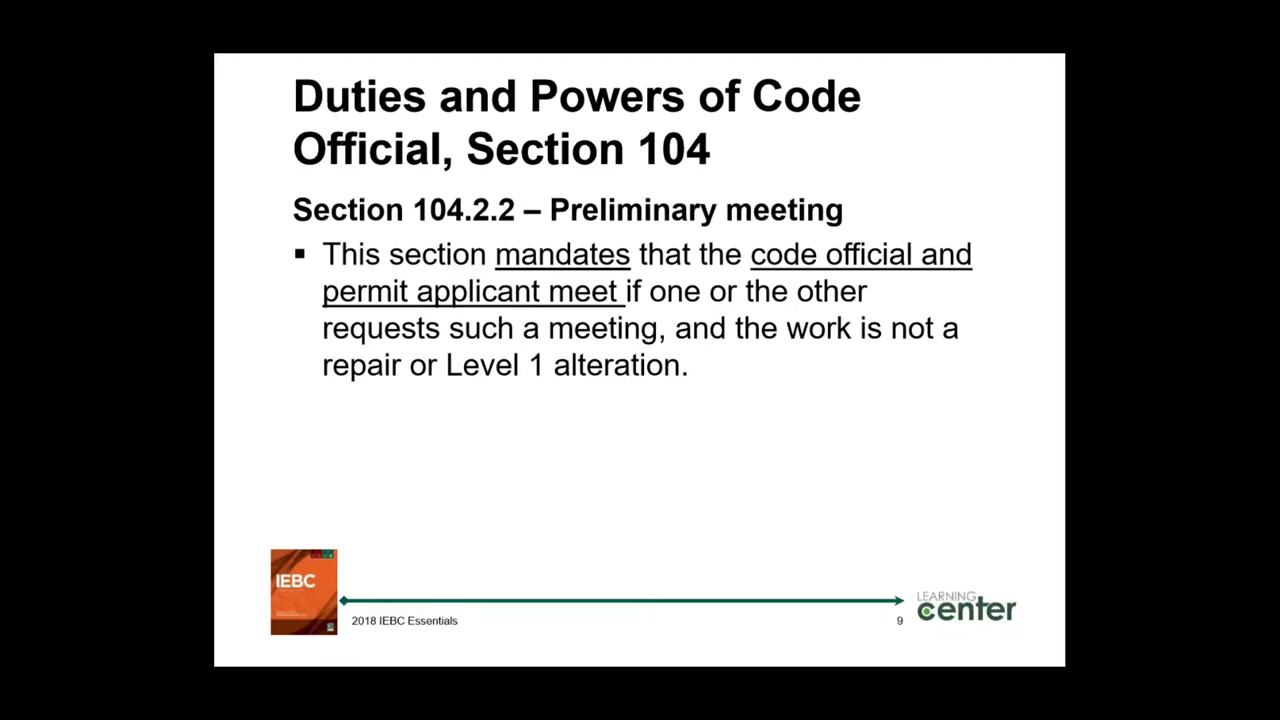 Duties and Powers of Code
Official, Section 104
Section 104.2.2 – Preliminary meeting
▪ This section mandates that the code official and
permit applicant meet if one or the other
requests such a meeting, and the work is not a
repair or Level 1 alteration.
IEBC
2018 IEBC Essentials
9
LEARNING
center